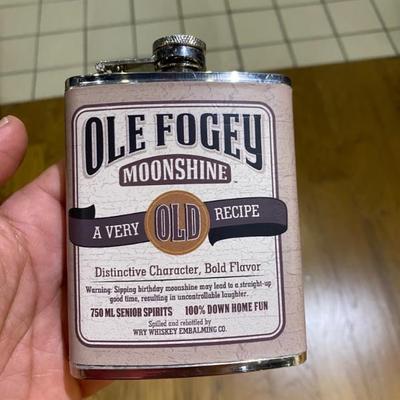 OLE FOGEY
MOONSHINE™
A VERY OLD RECIPE
Distinctive Character, Bold Flavor
Warning: Sipping birthday moonshine may lead to a straight-up
good time, resulting in uncontrollable laughter.
750 ML SENIOR SPIRITS 100% DOWN HOME FUN
Spilled and rebottled by
WRY WHISKEY EMBALMING CO.